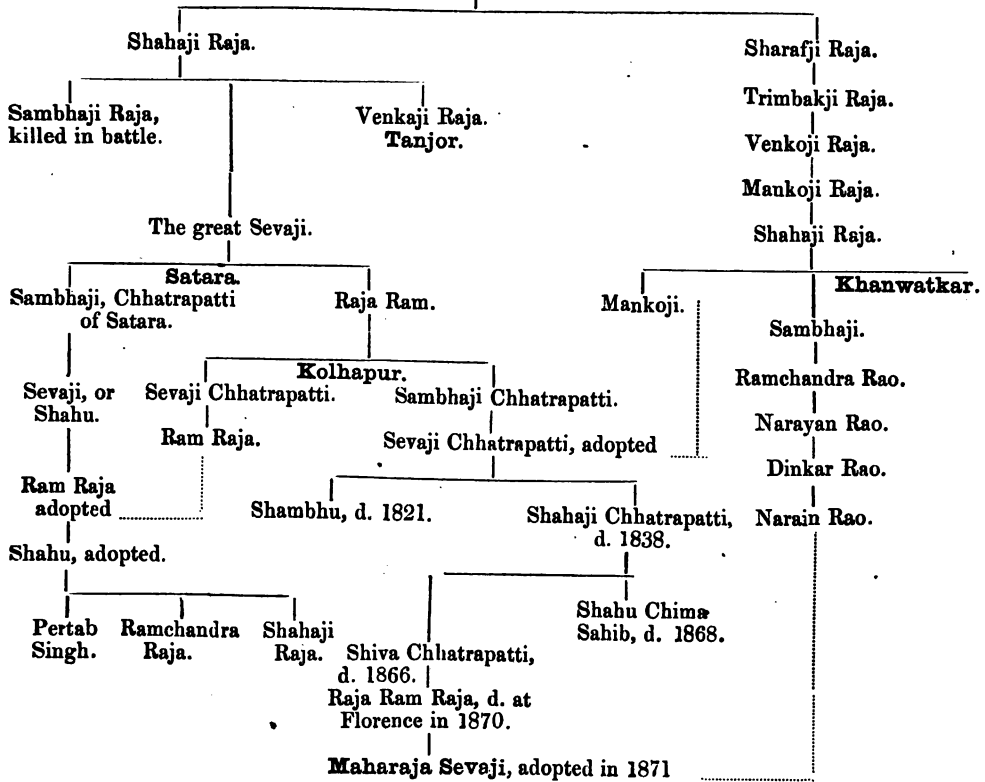 Shahaji Raja.
Sharafji Raja.
Sambhaji Raja,
killed in battle.
Venkaji Raja.
Tanjor.
Trimbakji Raja.
Venkoji Raja.
Mankoji Raja.
The great Sevaji.
Shahaji Raja.
Satara.
Sambhaji, Chhatrapatti
of Satara.
Raja Ram.
Mankoji.
Khanwatkar.
Sambhaji.
Kolhapur.
Sevaji, or
Shahu.
Sevaji Chhatrapatti.
Sambhaji Chhatrapatti.
Ramchandra Rao.
Ram Raja.
Sevaji Chhatrapatti, adopted
Narayan Rao.
Dinkar Rao.
Ram Raja
adopted
Shambhu, d. 1821.
Shahaji Chhatrapatti,
d. 1838.
Narain Rao.
Shahu, adopted.
Pertab
Singh.
Ramchandra
Raja.
Shahaji
Raja.
Shahu Chima
Sahib, d. 1868.
Shiva Chhatrapatti,
d. 1866.
Raja Ram Raja, d. at
Florence in 1870.
Maharaja Sevaji, adopted in 1871